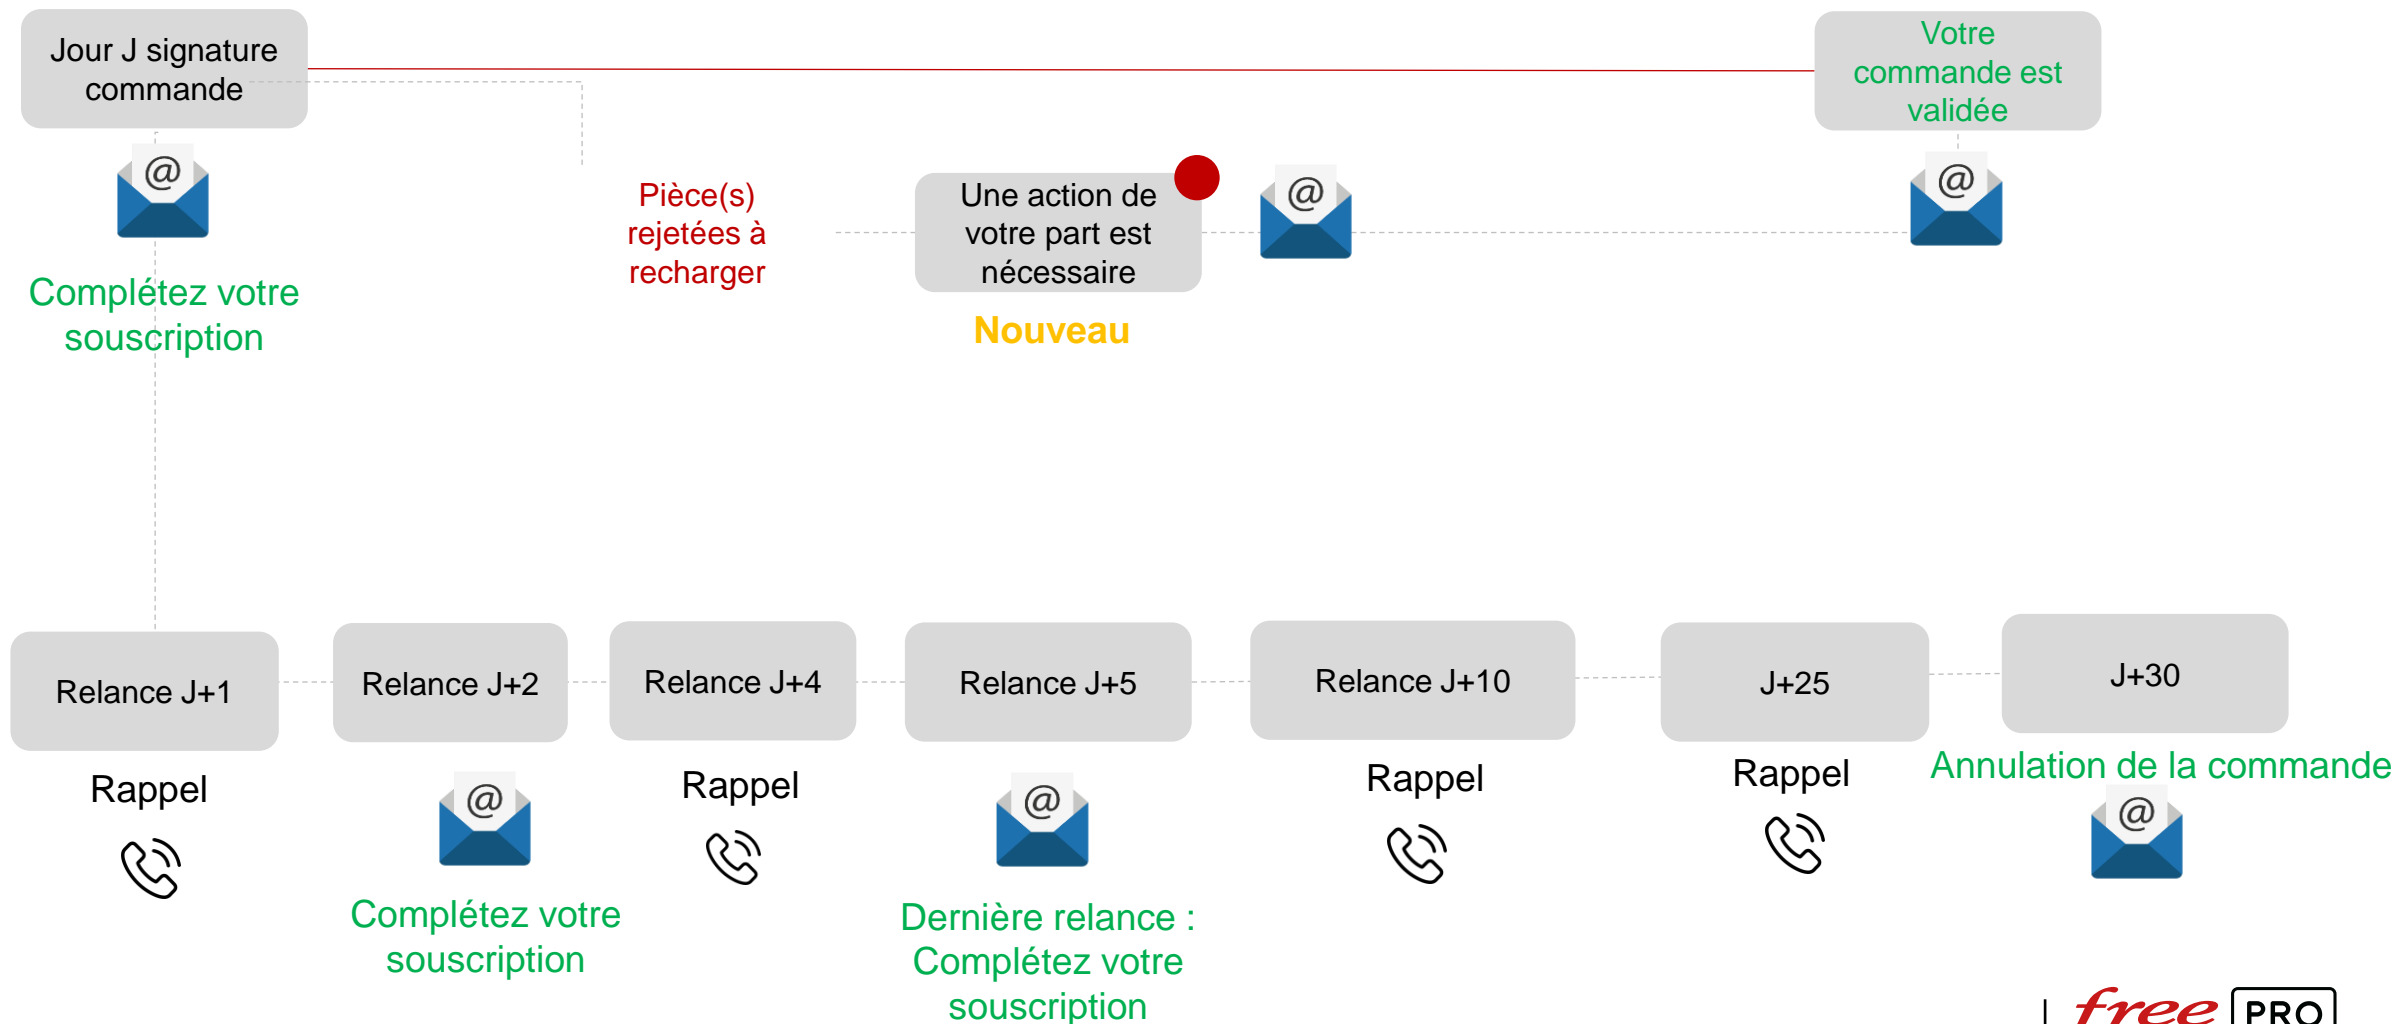 Jour J signature
commande
Votre
commande est
validée
@
@
@
Pièce(s)
rejetées à
recharger
Une action de
votre part est
nécessaire
Complétez votre
souscription
Nouveau
Relance J+1
Relance J+2
Relance J+4
Relance J+5
Relance J+10
J+25
J+30
Rappel
Rappel
Rappel
Rappel
Annulation de la commande
@
@
@
Complétez votre
souscription
Dernière relance :
Complétez votre
souscription
free PRO